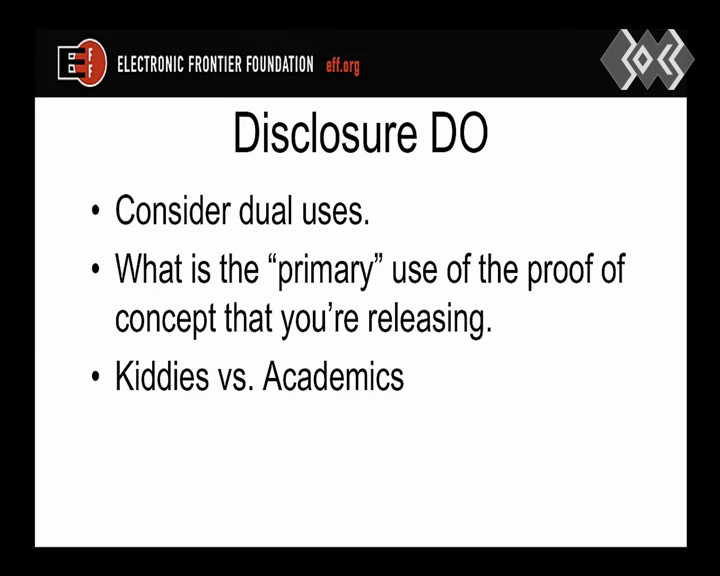 ELECTRONIC FRONTIER FOUNDATION eff.org
Disclosure DO
• Consider dual uses.
• What is the “primary” use of the proof of
concept that you’re releasing.
• Kiddies vs. Academics